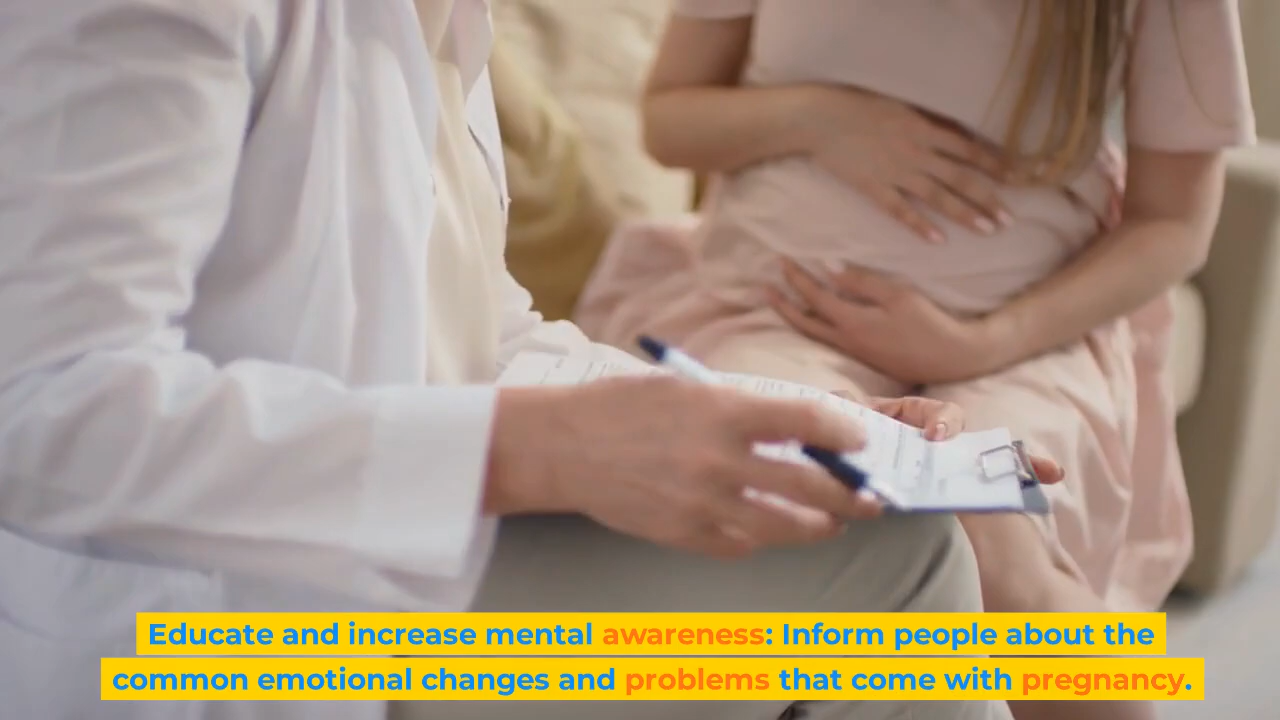 Educate and increase mental awareness: Inform people about the
common emotional changes and problems that come with pregnancy.